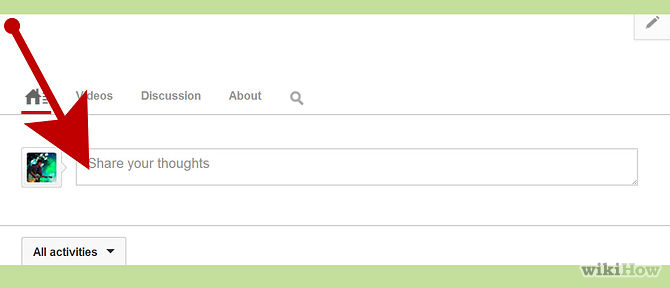 Videos Discussion About
Share your thoughts
All activities
wikiHow